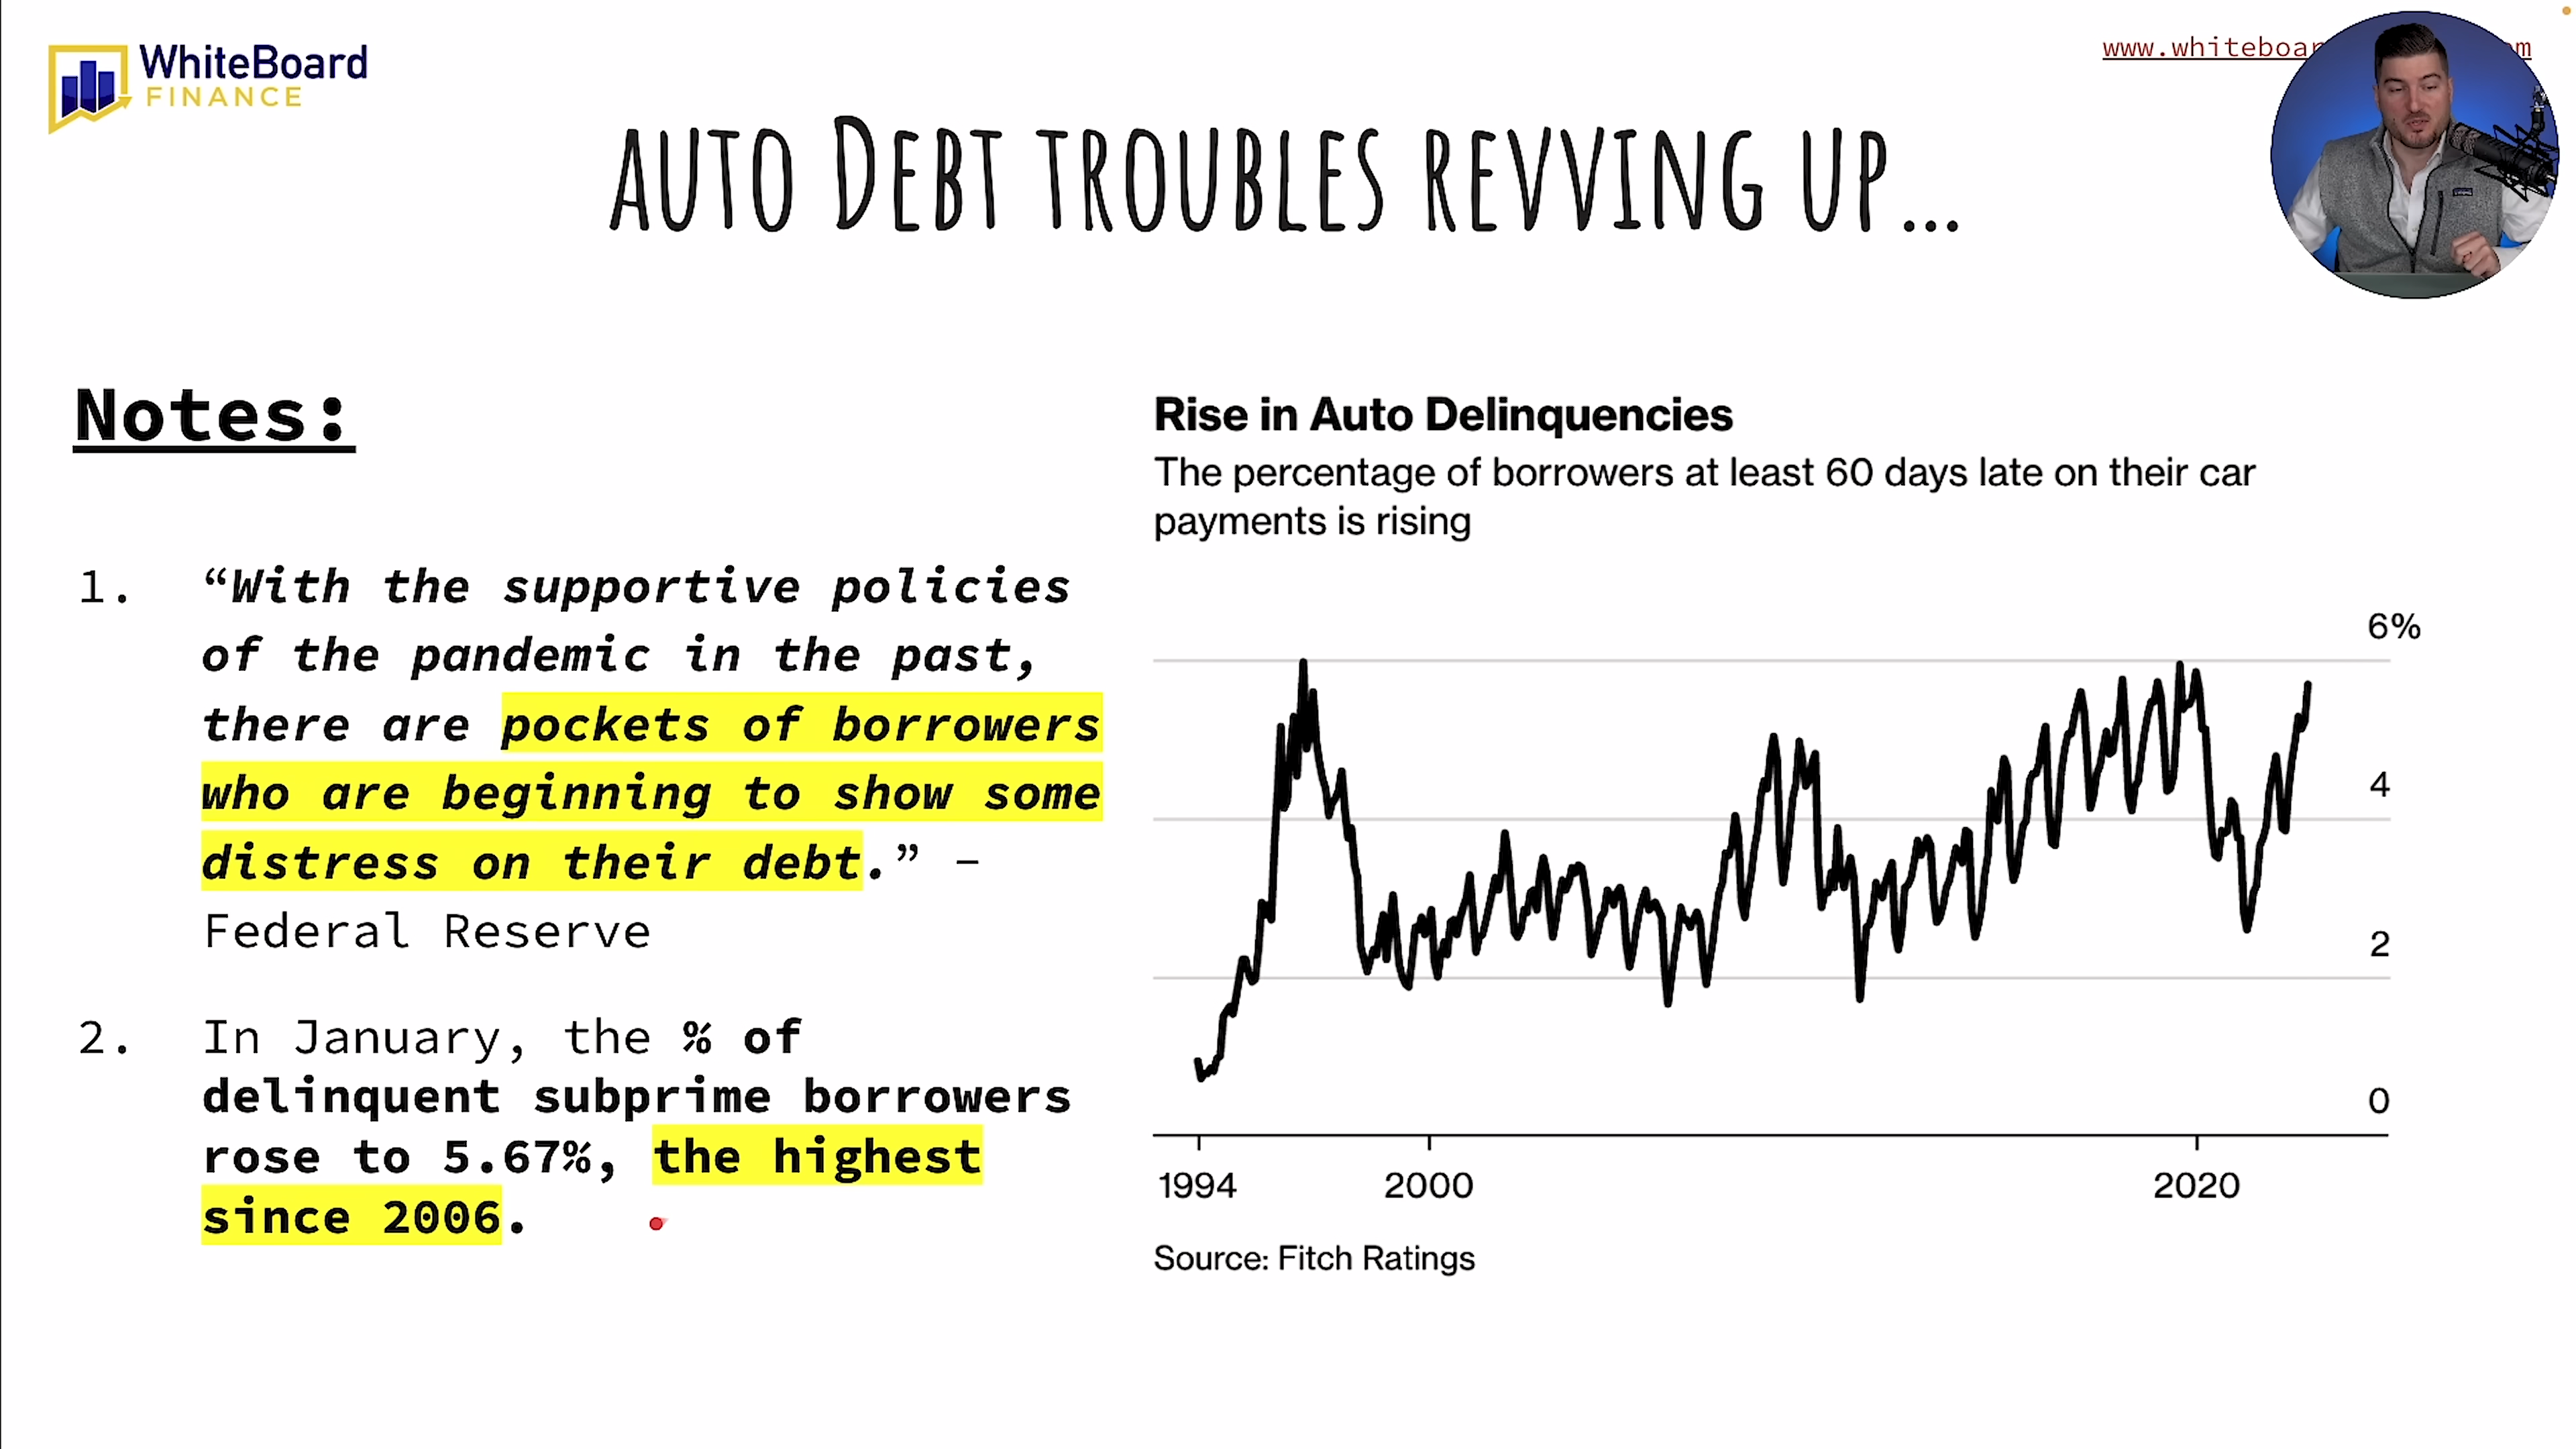 WhiteBoard
FINANCE
AUTO DEBT TROUBLES REVVING UP...
Notes:
1. “With the supportive policies
of the pandemic in the past,
there are pockets of borrowers
who are beginning to show some
distress on their debt.” –
Federal Reserve
2. In January, the % of
delinquent subprime borrowers
rose to 5.67%, the highest
since 2006.
Rise in Auto Delinquencies
The percentage of borrowers at least 60 days late on their car
payments is rising
6%
4
2
0
1994 2000 2020
Source: Fitch Ratings